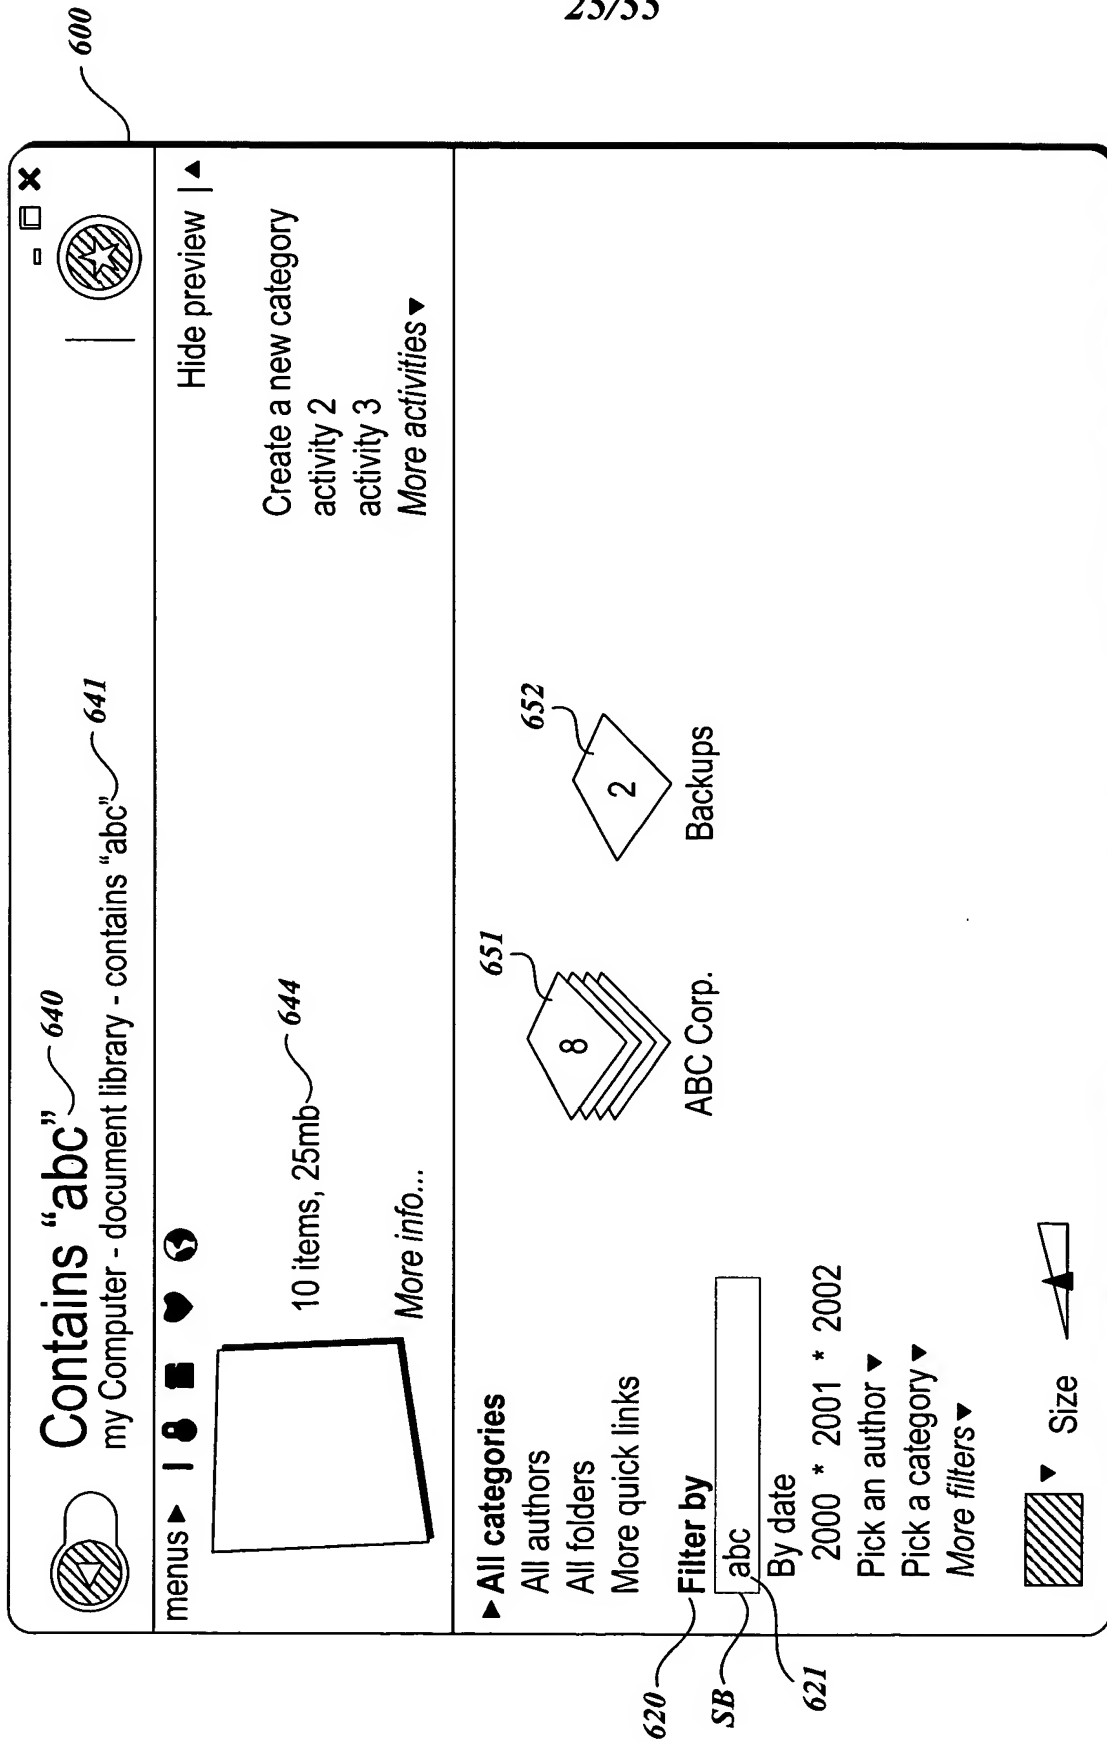 25/55
600
Contains “abc”
640
my Computer - document library - contains “abc”
641
menus
Hide preview
10 items, 25mb
644
More info...
Create a new category
activity 2
activity 3
More activities
All categories
All authors
All folders
More quick links
620
Filter by
SB
abc
621
By date
2000 * 2001 * 2002
Pick an author
Pick a category
More filters
Size
651
8
ABC Corp.
652
2
Backups